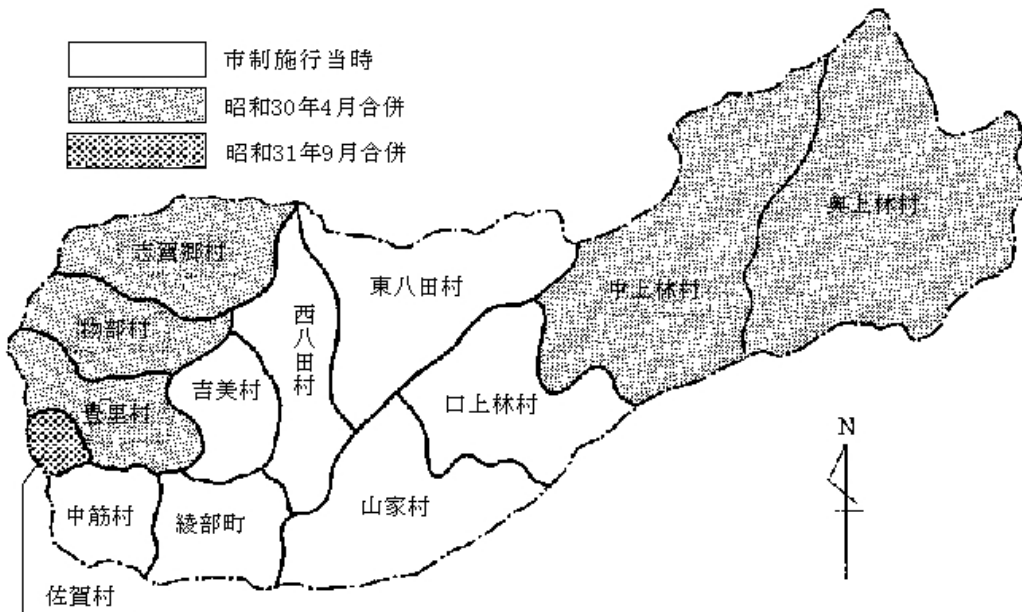 市制施行当時
昭和30年4月合併
昭和31年9月合併
奥上林村
志賀郷村
東八田村
中上林村
物部村
西八田村
吉美村
口上林村
豊里村
N
中筋村
綾部町
山家村
佐賀村